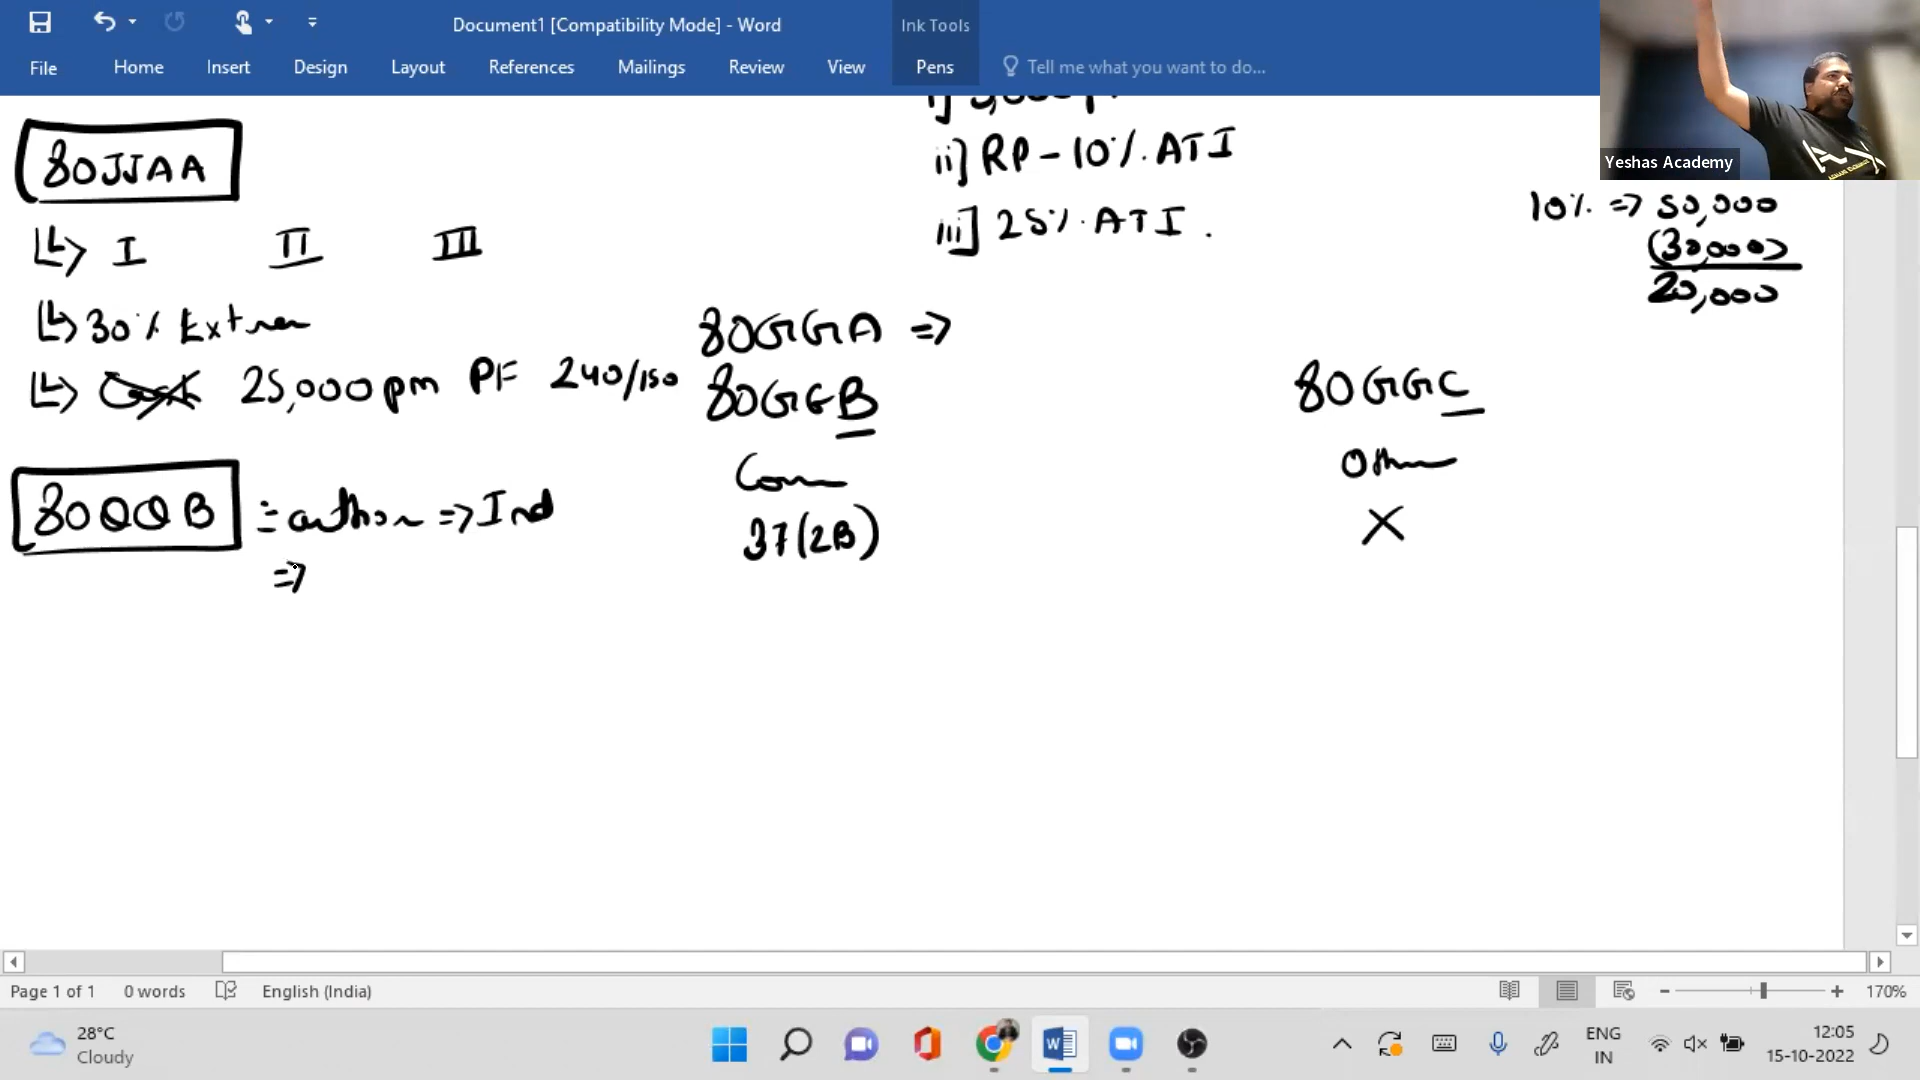 Document1 [Compatibility Mode] - Word
Ink Tools
File Home Insert Design Layout References Mailings Review View Pens Tell me what you want to do...
Yeshas Academy
80JJAA
ii] RP - 10% ATI
iii] 25% ATI.
10% => 50,000
(30,000)
20,000
I II III
30% Extra
25,000pm PF 240/150
80GGA =>
80GGB
80GGC
Com
Other
37(2B)
X
80QQB = author => Ind
=>
Page 1 of 1 0 words English (India) 170%
28°C
Cloudy
ENG
IN
12:05
15-10-2022